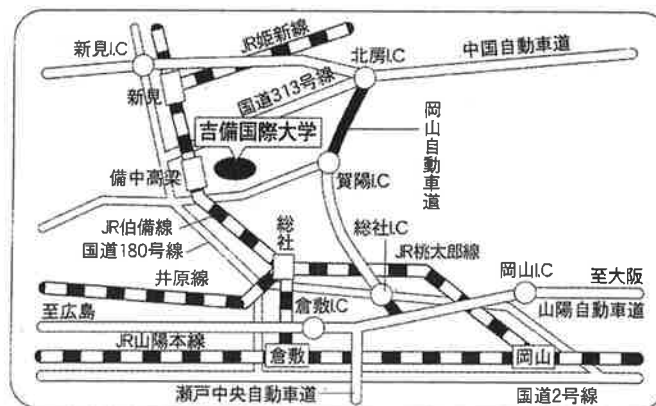 新見I.C
JR姫新線
北房I.C
中国自動車道
新見
国道313号線
吉備国際大学
岡山自動車道
備中高梁
賀陽I.C
JR伯備線
国道180号線
総社
総社I.C
JR桃太郎線
井原線
岡山I.C
至大阪
至広島
倉敷I.C
山陽自動車道
JR山陽本線
倉敷
岡山
瀬戸中央自動車道
国道2号線